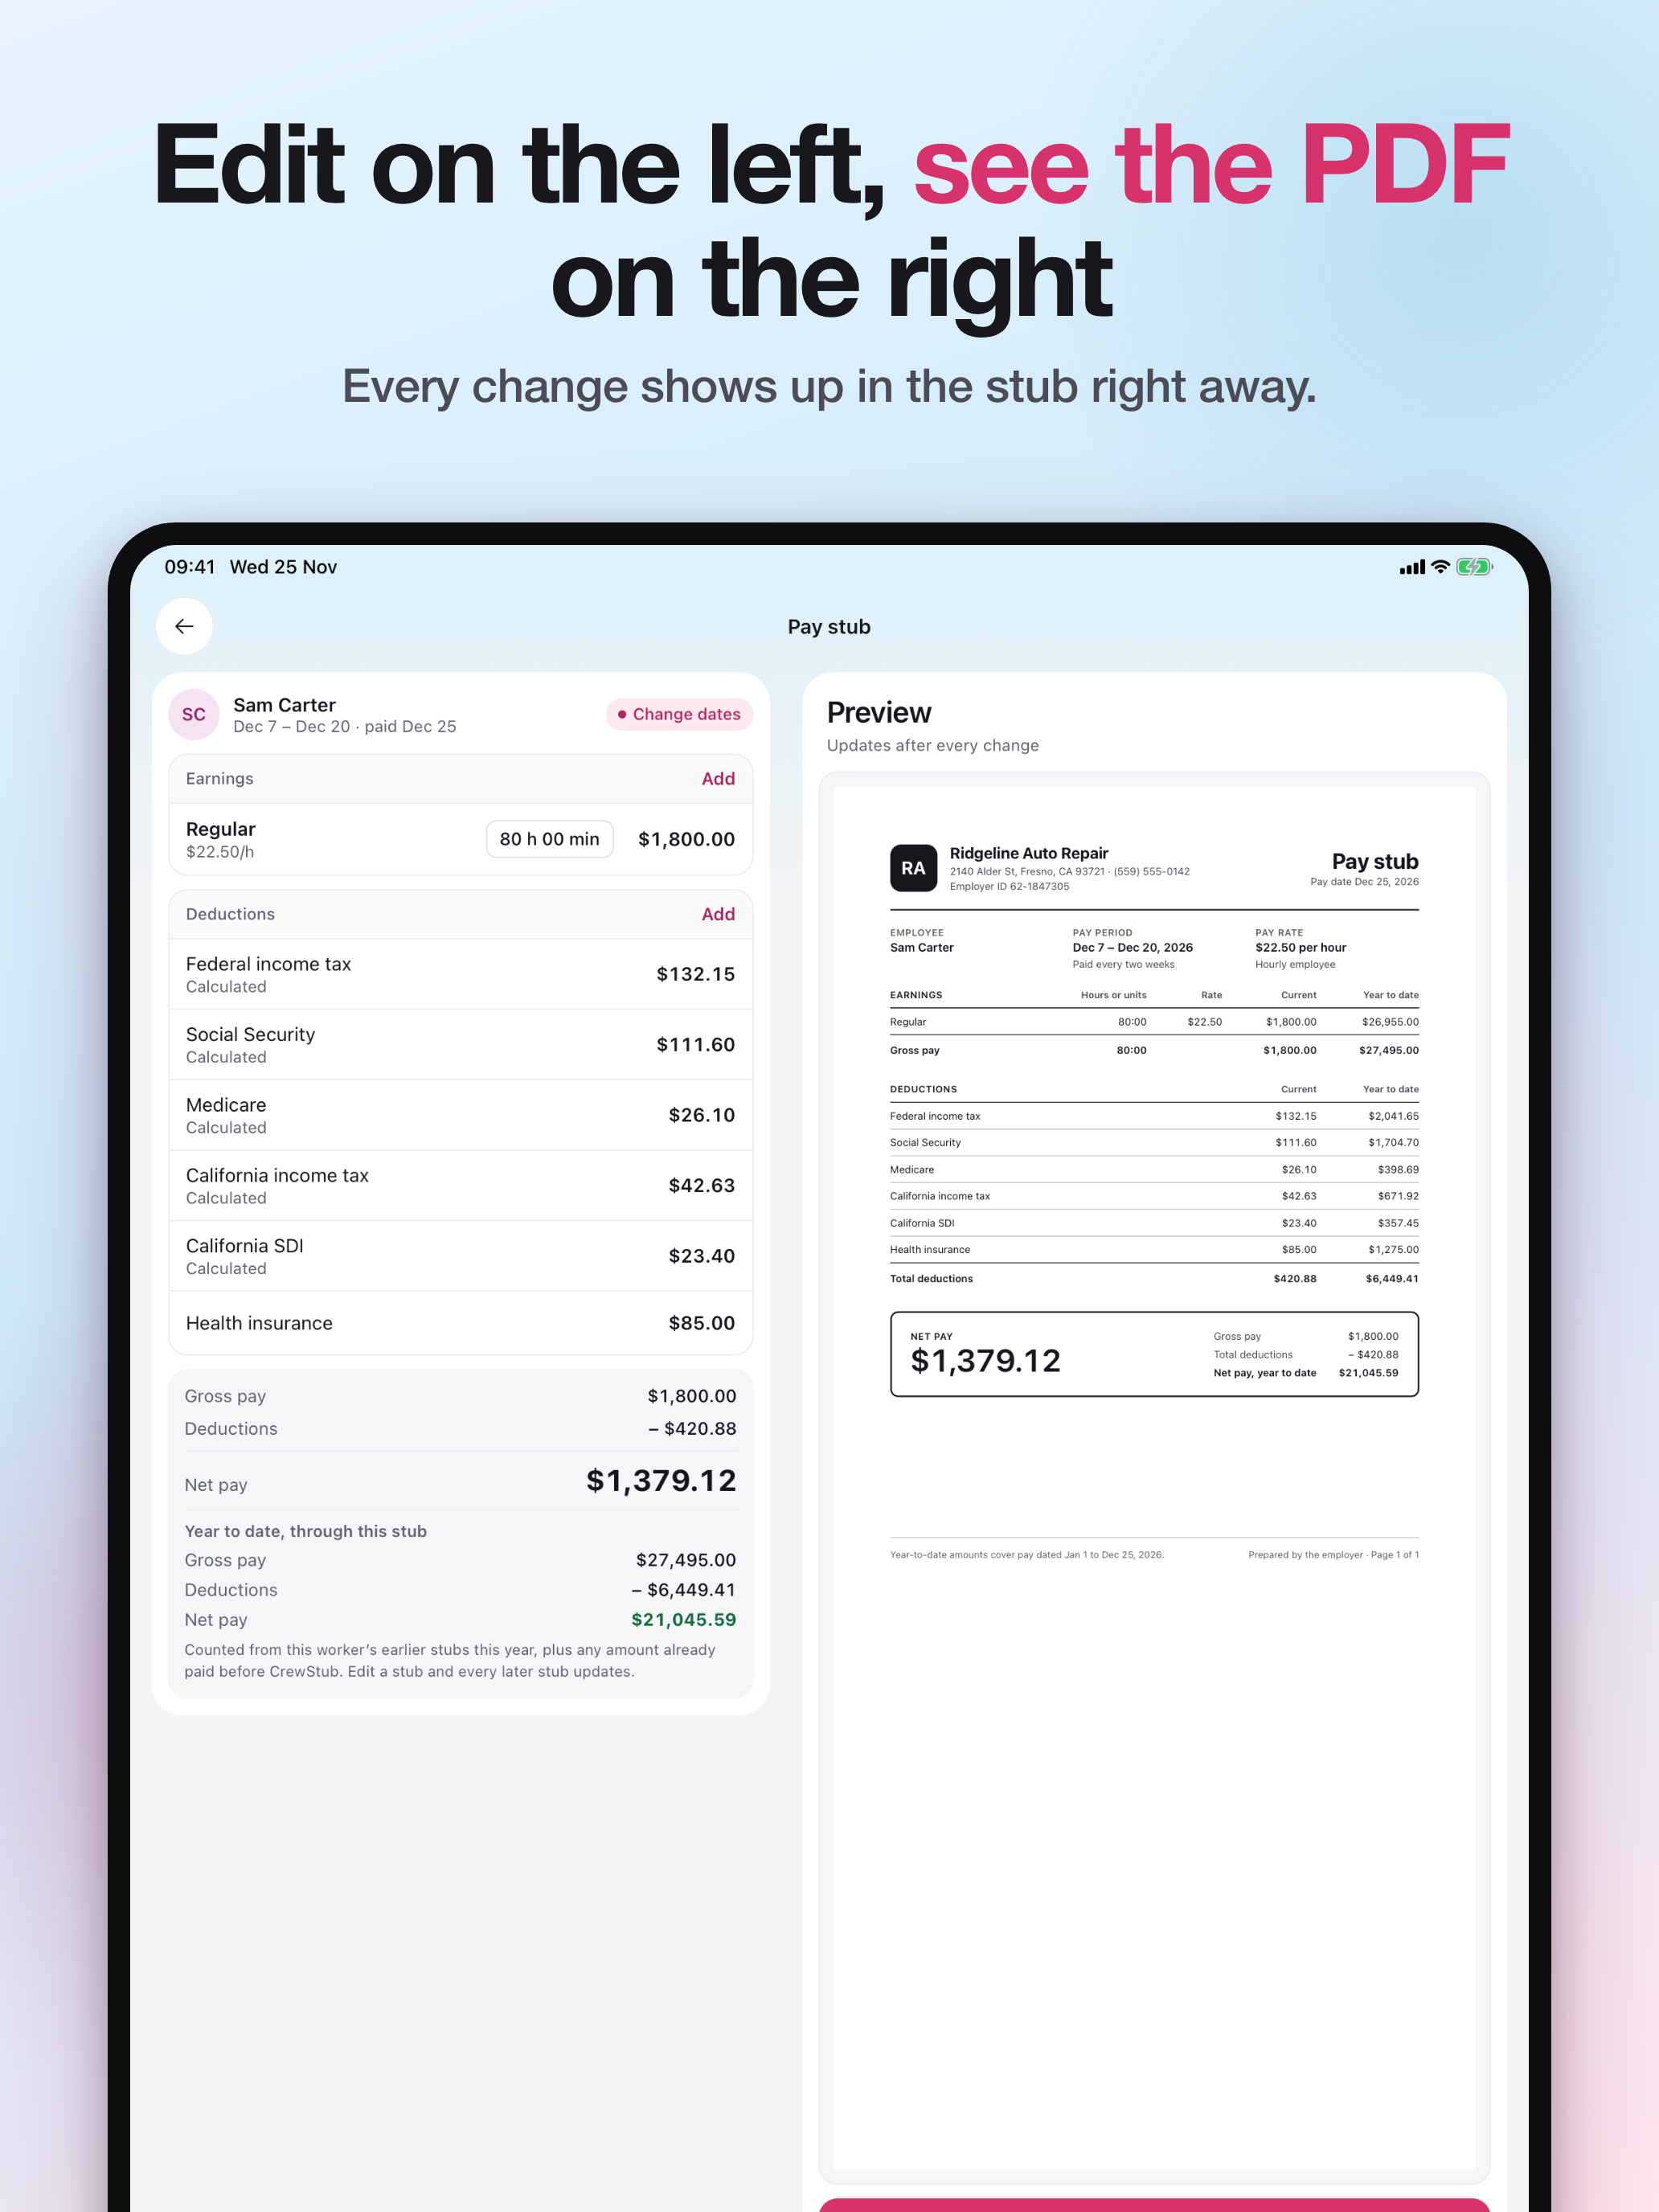 Edit on the left, see the PDF
on the right
Every change shows up in the stub right away.
09:41 Wed 25 Nov
Pay stub
SC
Sam Carter
Dec 7 – Dec 20 · paid Dec 25
Change dates
Earnings Add
Regular
$22.50/h
80 h 00 min $1,800.00
Deductions Add
Federal income tax
Calculated
$132.15
Social Security
Calculated
$111.60
Medicare
Calculated
$26.10
California income tax
Calculated
$42.63
California SDI
Calculated
$23.40
Health insurance $85.00
Gross pay $1,800.00
Deductions – $420.88
Net pay $1,379.12
Year to date, through this stub
Gross pay $27,495.00
Deductions – $6,449.41
Net pay $21,045.59
Counted from this worker’s earlier stubs this year, plus any amount already
paid before CrewStub. Edit a stub and every later stub updates.
Preview
Updates after every change
RA
Ridgeline Auto Repair
2140 Alder St, Fresno, CA 93721 · (559) 555-0142
Employer ID 62-1847305
Pay stub
Pay date Dec 25, 2026
EMPLOYEE PAY PERIOD PAY RATE
Sam Carter Dec 7 – Dec 20, 2026 $22.50 per hour
Paid every two weeks Hourly employee
EARNINGS Hours or units Rate Current Year to date
Regular 80:00 $22.50 $1,800.00 $26,955.00
Gross pay 80:00 $1,800.00 $27,495.00
DEDUCTIONS Current Year to date
Federal income tax $132.15 $2,041.65
Social Security $111.60 $1,704.70
Medicare $26.10 $398.69
California income tax $42.63 $671.92
California SDI $23.40 $357.45
Health insurance $85.00 $1,275.00
Total deductions $420.88 $6,449.41
NET PAY
$1,379.12
Gross pay $1,800.00
Total deductions – $420.88
Net pay, year to date $21,045.59
Year-to-date amounts cover pay dated Jan 1 to Dec 25, 2026. Prepared by the employer · Page 1 of 1